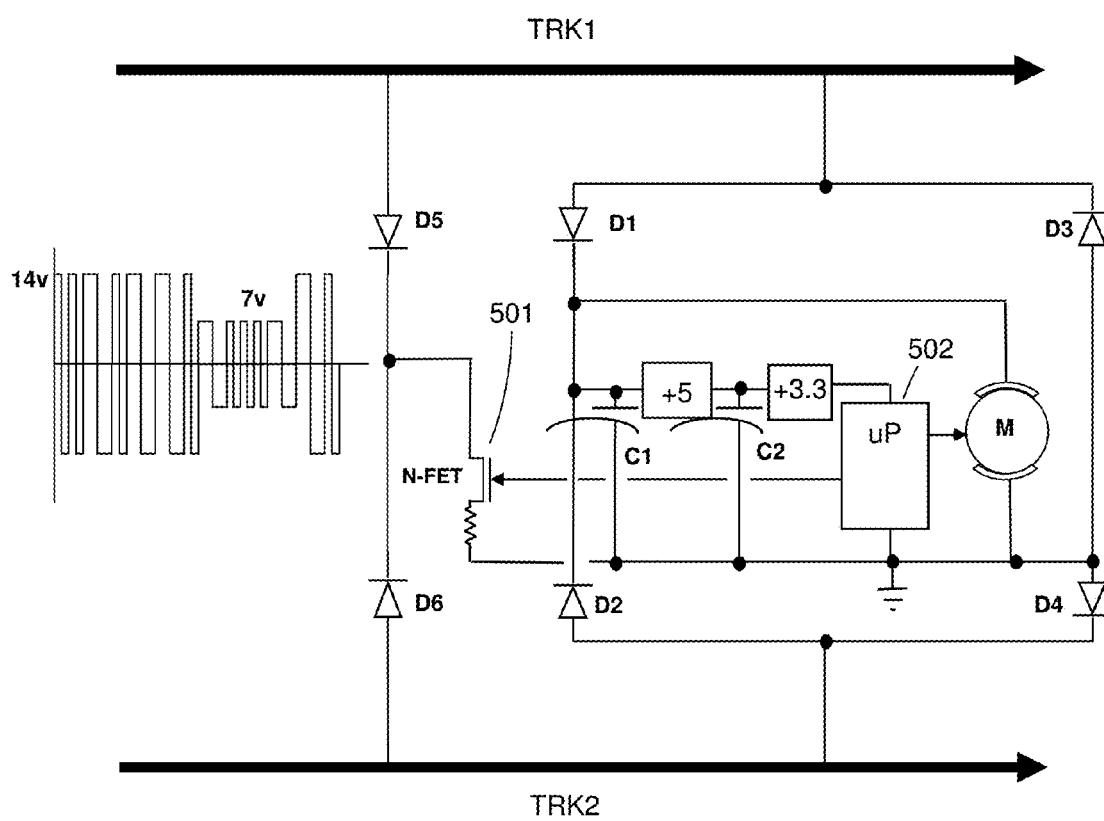 TRK1
D5
D1
D3
14v
7v
501
502
+5
+3.3
uP
M
C1
C2
N-FET
D6
D2
D4
TRK2